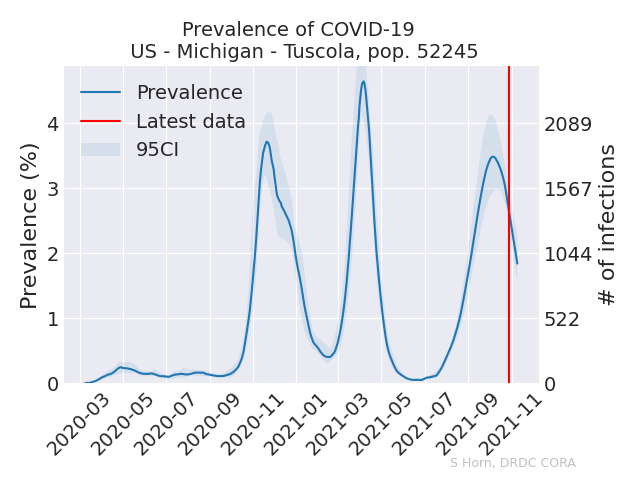 Prevalence of COVID-19
US - Michigan - Tuscola, pop. 52245
Prevalence
Latest data
95CI
Prevalence (%)
4
3
2
1
0
2089
1567
1044
522
0
# of infections
2020-03
2020-05
2020-07
2020-09
2020-11
2021-01
2021-03
2021-05
2021-07
2021-09
2021-11
S Horn, DRDC CORA